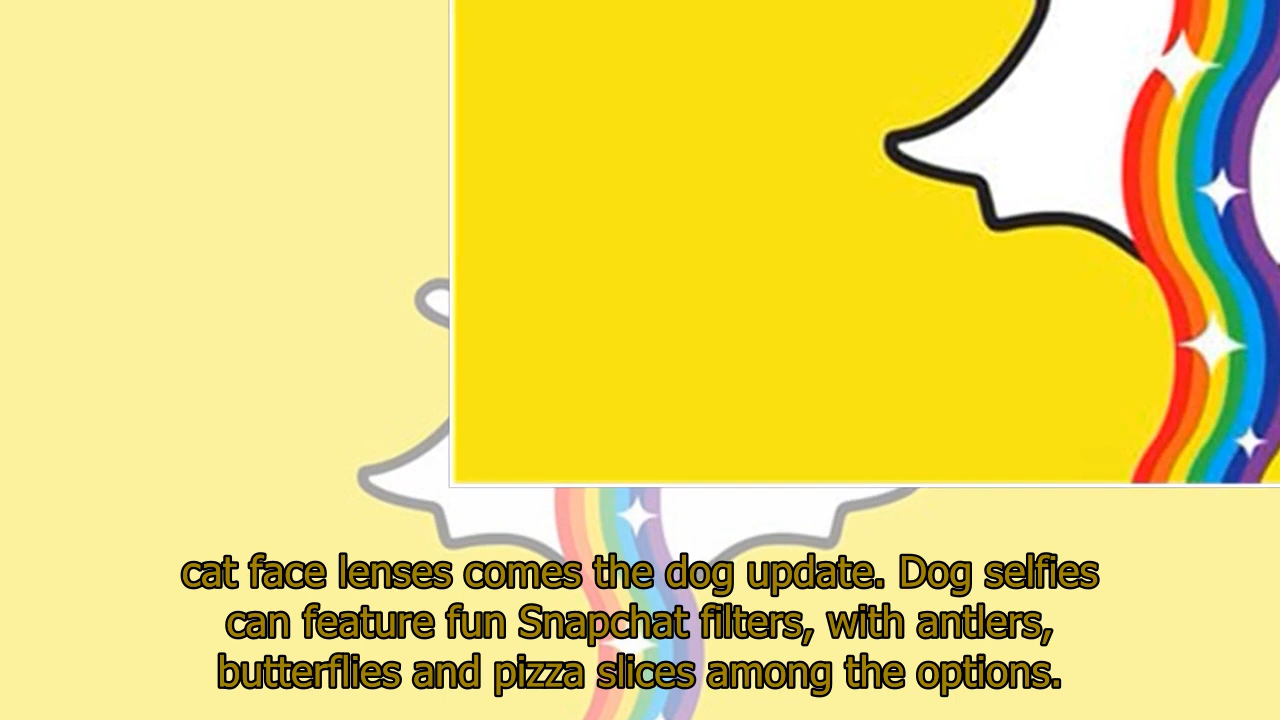 cat face lenses comes the dog update. Dog selfies
can feature fun Snapchat filters, with antlers,
butterflies and pizza slices among the options.